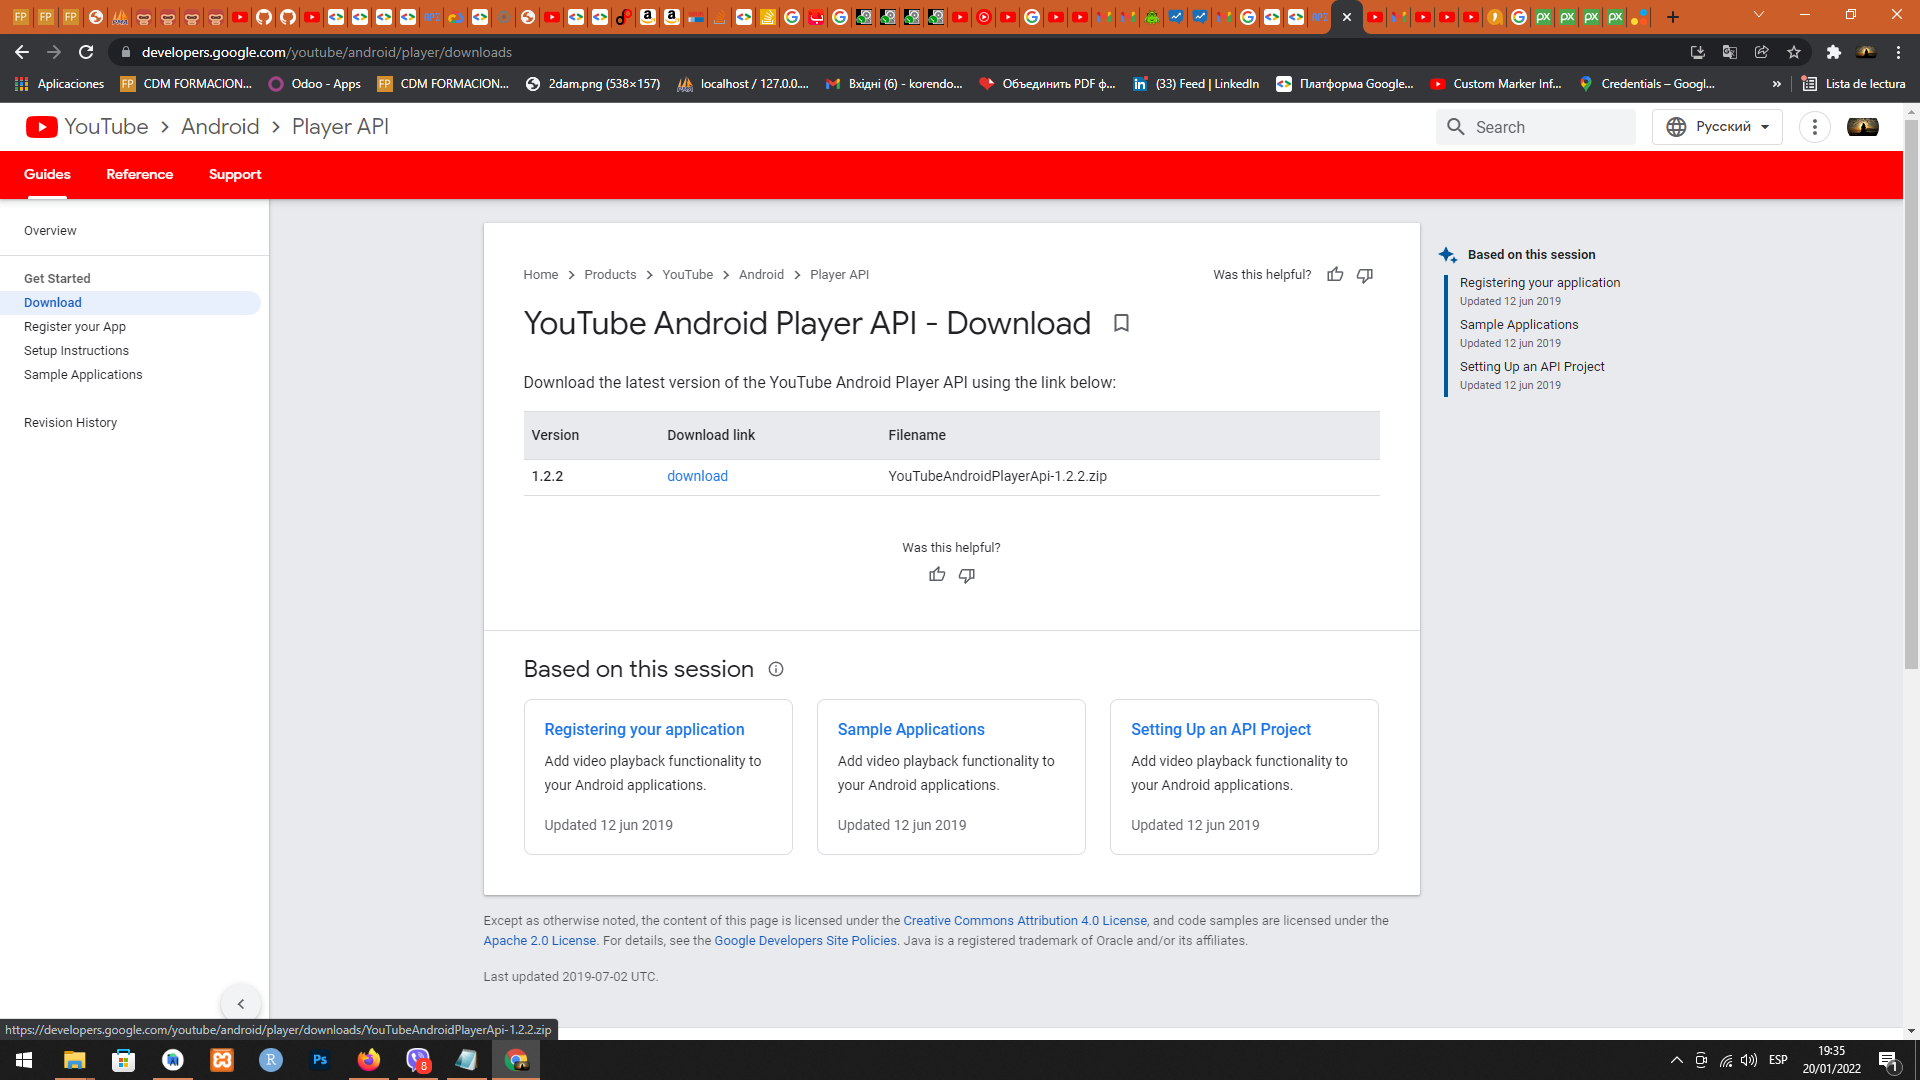 developers.google.com/youtube/android/player/downloads
Aplicaciones
CDM FORMACION...
Odoo - Apps
CDM FORMACION...
2dam.png (538×157)
localhost / 127.0.0....
Вхідні (6) - korendo...
Объединить PDF ф...
(33) Feed | LinkedIn
Платформа Google...
Custom Marker Inf...
Credentials – Googl...
»
Lista de lectura
YouTube > Android > Player API
Search
Русский
Guides
Reference
Support
Overview
Get Started
Download
Register your App
Setup Instructions
Sample Applications
Revision History
Home > Products > YouTube > Android > Player API
Was this helpful?
YouTube Android Player API - Download
Download the latest version of the YouTube Android Player API using the link below:
Version Download link Filename
1.2.2 download YouTubeAndroidPlayerApi-1.2.2.zip
Was this helpful?
Based on this session
Registering your application
Add video playback functionality to
your Android applications.
Updated 12 jun 2019
Sample Applications
Add video playback functionality to
your Android applications.
Updated 12 jun 2019
Setting Up an API Project
Add video playback functionality to
your Android applications.
Updated 12 jun 2019
Based on this session
Registering your application
Updated 12 jun 2019
Sample Applications
Updated 12 jun 2019
Setting Up an API Project
Updated 12 jun 2019
Except as otherwise noted, the content of this page is licensed under the Creative Commons Attribution 4.0 License, and code samples are licensed under the
Apache 2.0 License. For details, see the Google Developers Site Policies. Java is a registered trademark of Oracle and/or its affiliates.
Last updated 2019-07-02 UTC.
https://developers.google.com/youtube/android/player/downloads/YouTubeAndroidPlayerApi-1.2.2.zip
R
Ps
8
ESP
19:35
20/01/2022
1